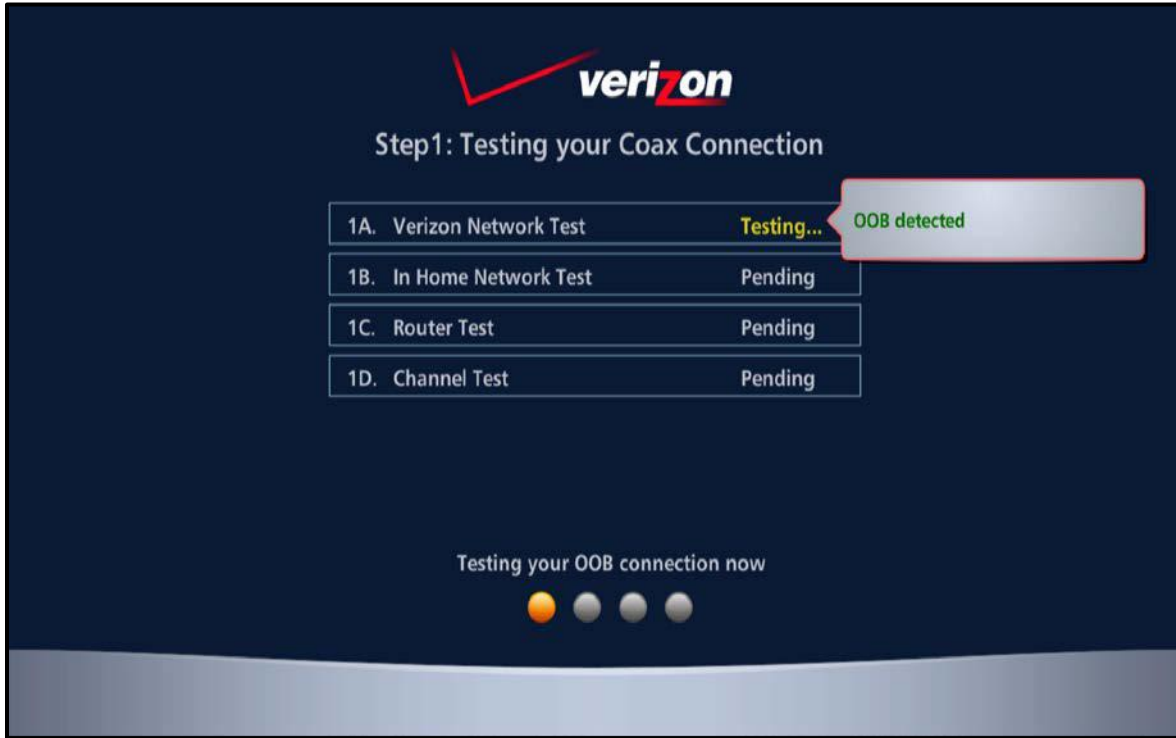 verizon
Step1: Testing your Coax Connection
1A. Verizon Network Test Testing...
OOB detected
1B. In Home Network Test Pending
1C. Router Test Pending
1D. Channel Test Pending
Testing your OOB connection now